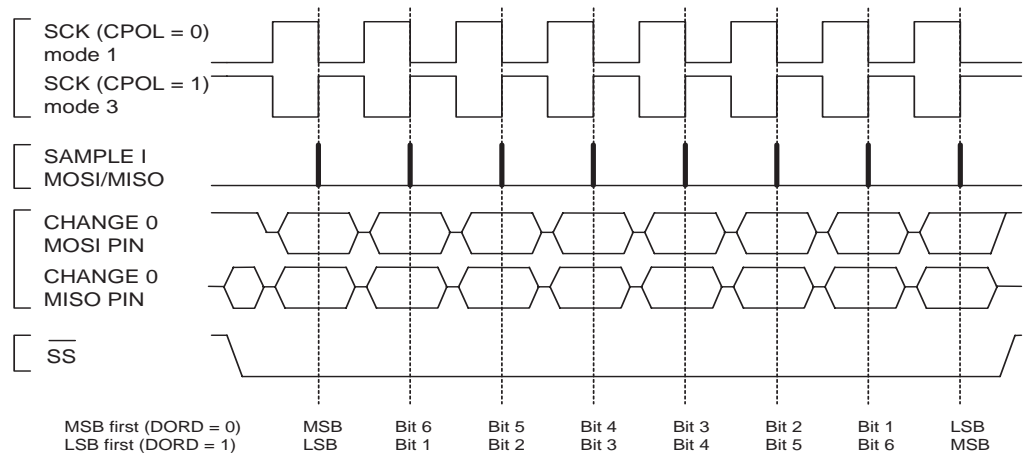 SCK (CPOL = 0)
mode 1
SCK (CPOL = 1)
mode 3
SAMPLE I
MOSI/MISO
CHANGE 0
MOSI PIN
CHANGE 0
MISO PIN
SS
MSB first (DORD = 0) MSB Bit 6 Bit 5 Bit 4 Bit 3 Bit 2 Bit 1 LSB
LSB first (DORD = 1) LSB Bit 1 Bit 2 Bit 3 Bit 4 Bit 5 Bit 6 MSB